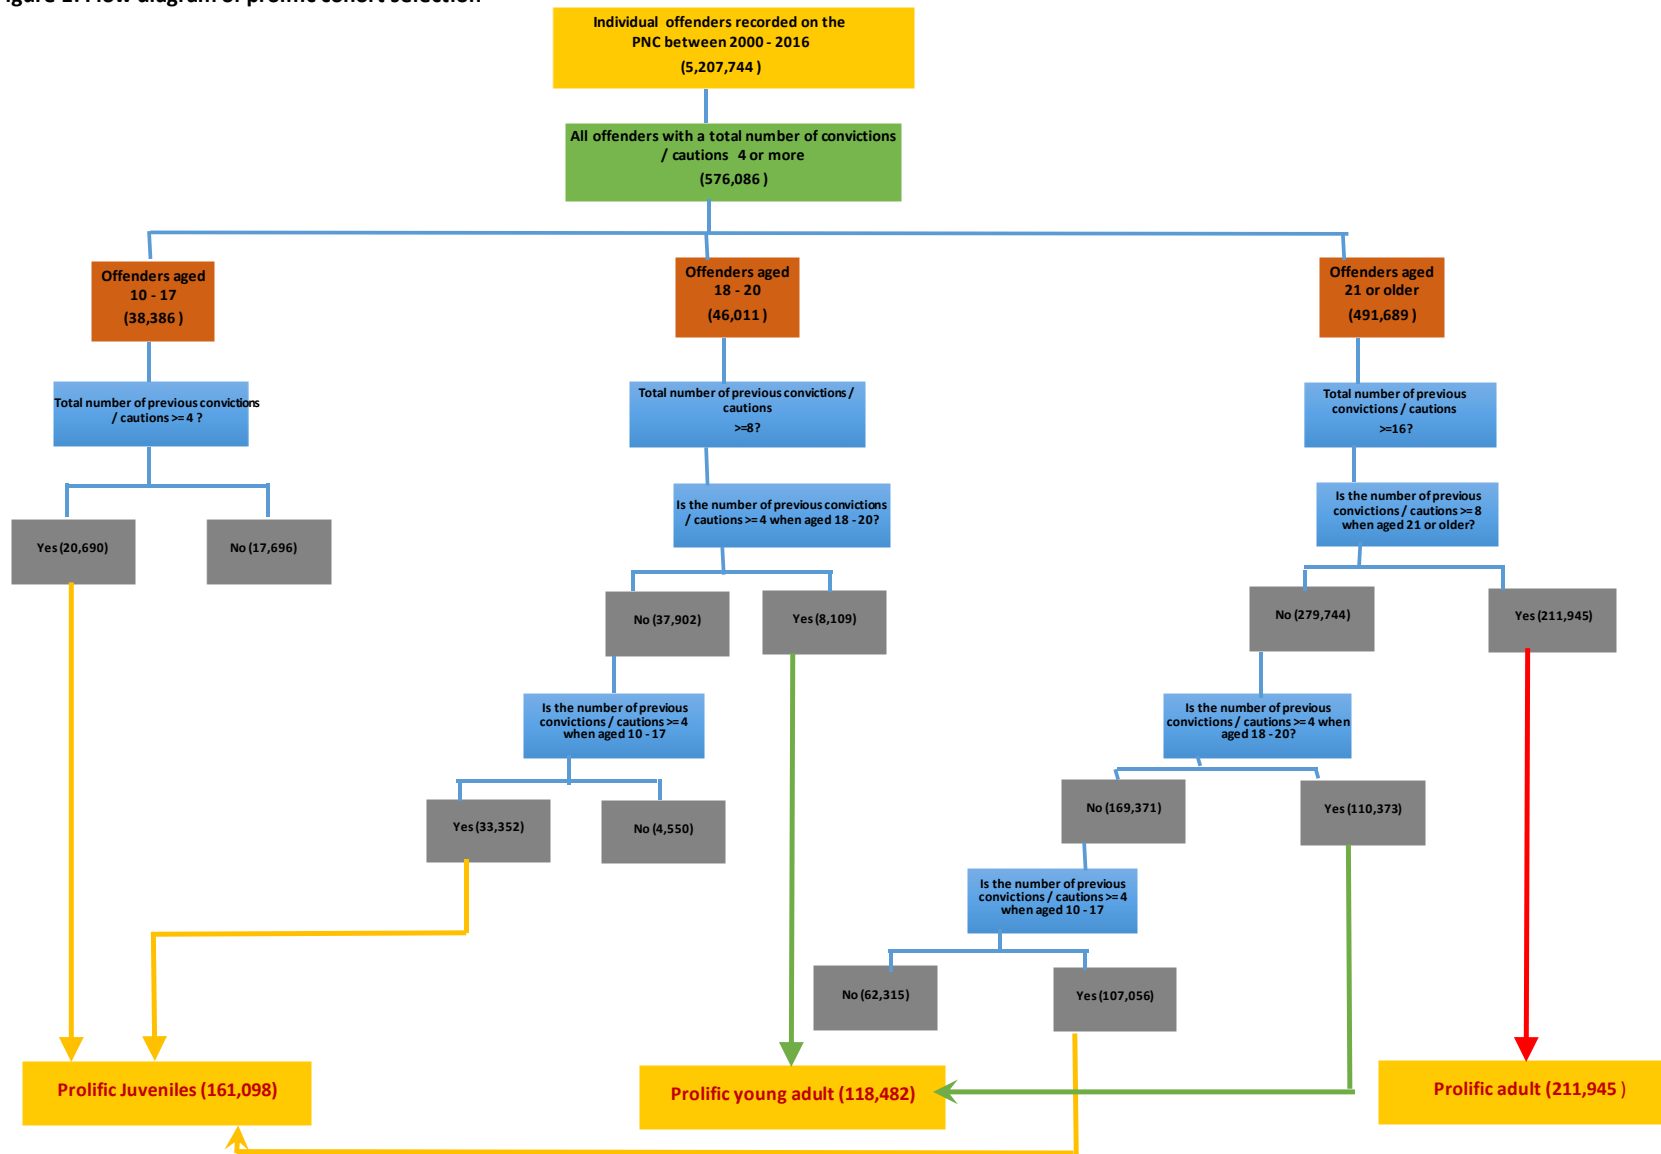 Figure 1: Flow diagram of prolific cohort selection
Individual offenders recorded on the
PNC between 2000 - 2016
(5,207,744 )
All offenders with a total number of convictions
/ cautions 4 or more
(576,086 )
Offenders aged
10 - 17
(38,386 )
Offenders aged
18 - 20
(46,011 )
Offenders aged
21 or older
(491,689 )
Total number of previous convictions
/ cautions >= 4 ?
Total number of previous convictions /
cautions
>=8?
Total number of previous
convictions / cautions
>=16?
Is the number of previous convictions
/ cautions >= 4 when aged 18 - 20?
Is the number of previous
convictions / cautions >= 8
when aged 21 or older?
Yes (20,690)
No (17,696)
No (37,902)
Yes (8,109)
No (279,744)
Yes (211,945)
Is the number of previous
convictions / cautions >= 4
when aged 10 - 17
Is the number of previous
convictions / cautions >= 4 when
aged 18 - 20?
Yes (33,352)
No (4,550)
No (169,371)
Yes (110,373)
Is the number of previous
convictions / cautions >= 4
when aged 10 - 17
No (62,315)
Yes (107,056)
Prolific Juveniles (161,098)
Prolific young adult (118,482)
Prolific adult (211,945 )